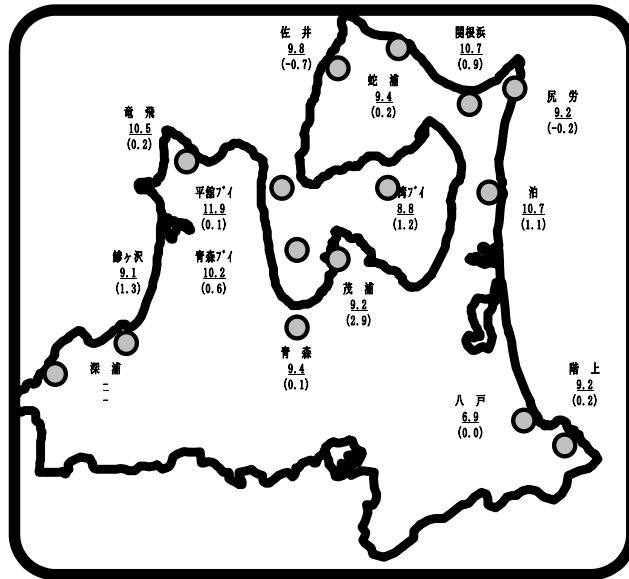 佐 井
9.8
(-0.7)
関根浜
10.7
(0.9)
蛇 浦
9.4
(0.2)
尻 労
9.2
(-0.2)
竜 飛
10.5
(0.2)
平舘ブイ
11.9
(0.1)
湾ブイ
8.8
(1.2)
泊
10.7
(1.1)
鯵ヶ沢
9.1
(1.3)
青森ブイ
10.2
(0.6)
茂 浦
9.2
(2.9)
青 森
9.4
(0.1)
深 浦
-
-
階 上
9.2
(0.2)
八 戸
6.9
(0.0)